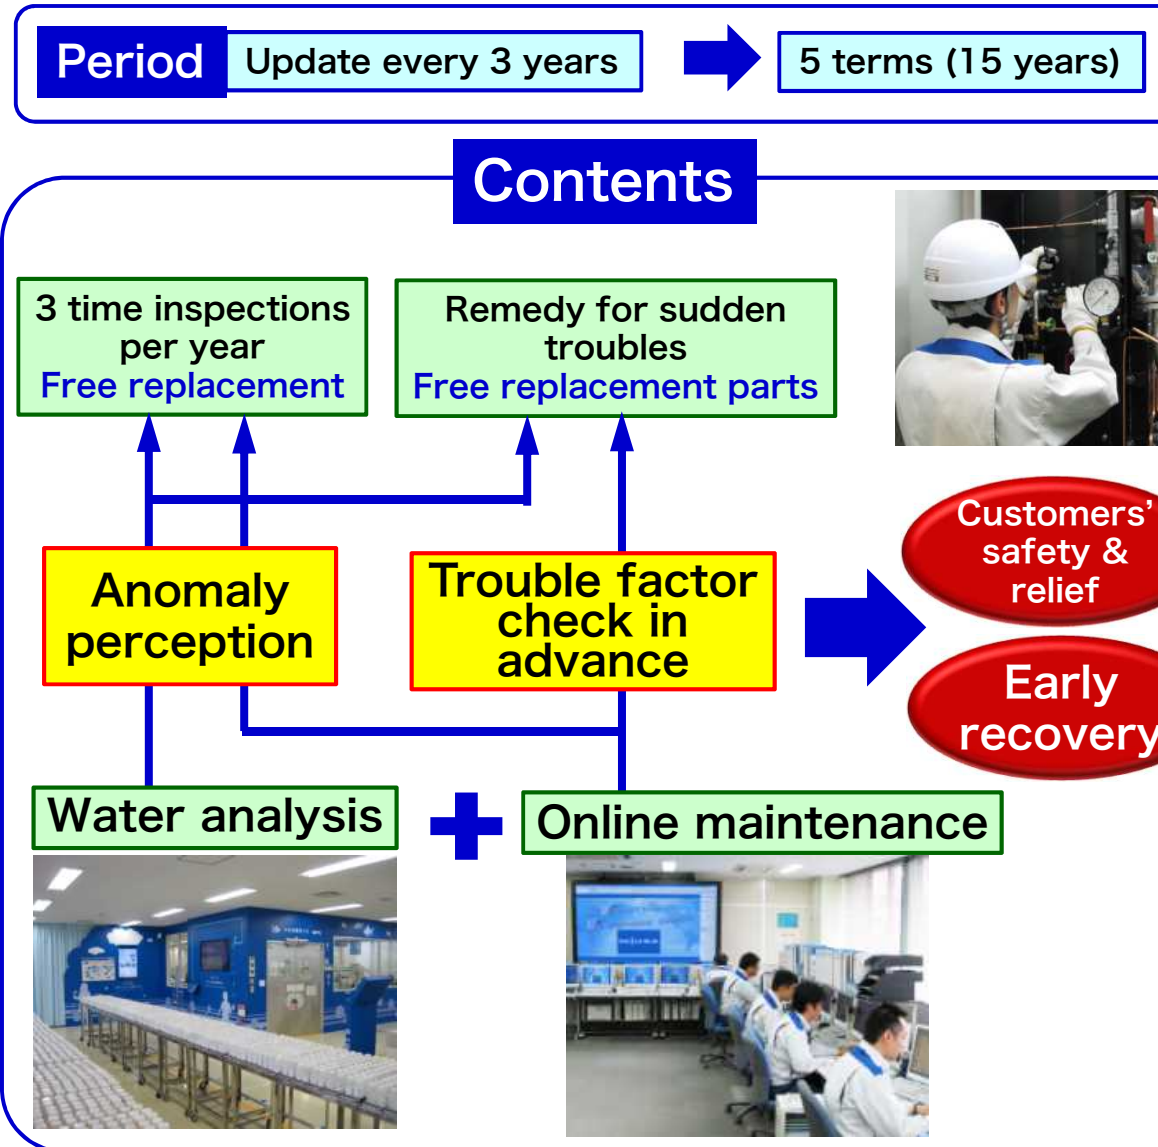 Period
Update every 3 years
5 terms (15 years)
Contents
3 time inspections
per year
Free replacement
Remedy for sudden
troubles
Free replacement parts
Customers’
safety &
relief
Anomaly
perception
Trouble factor
check in
advance
Early
recovery
Water analysis
Online maintenance